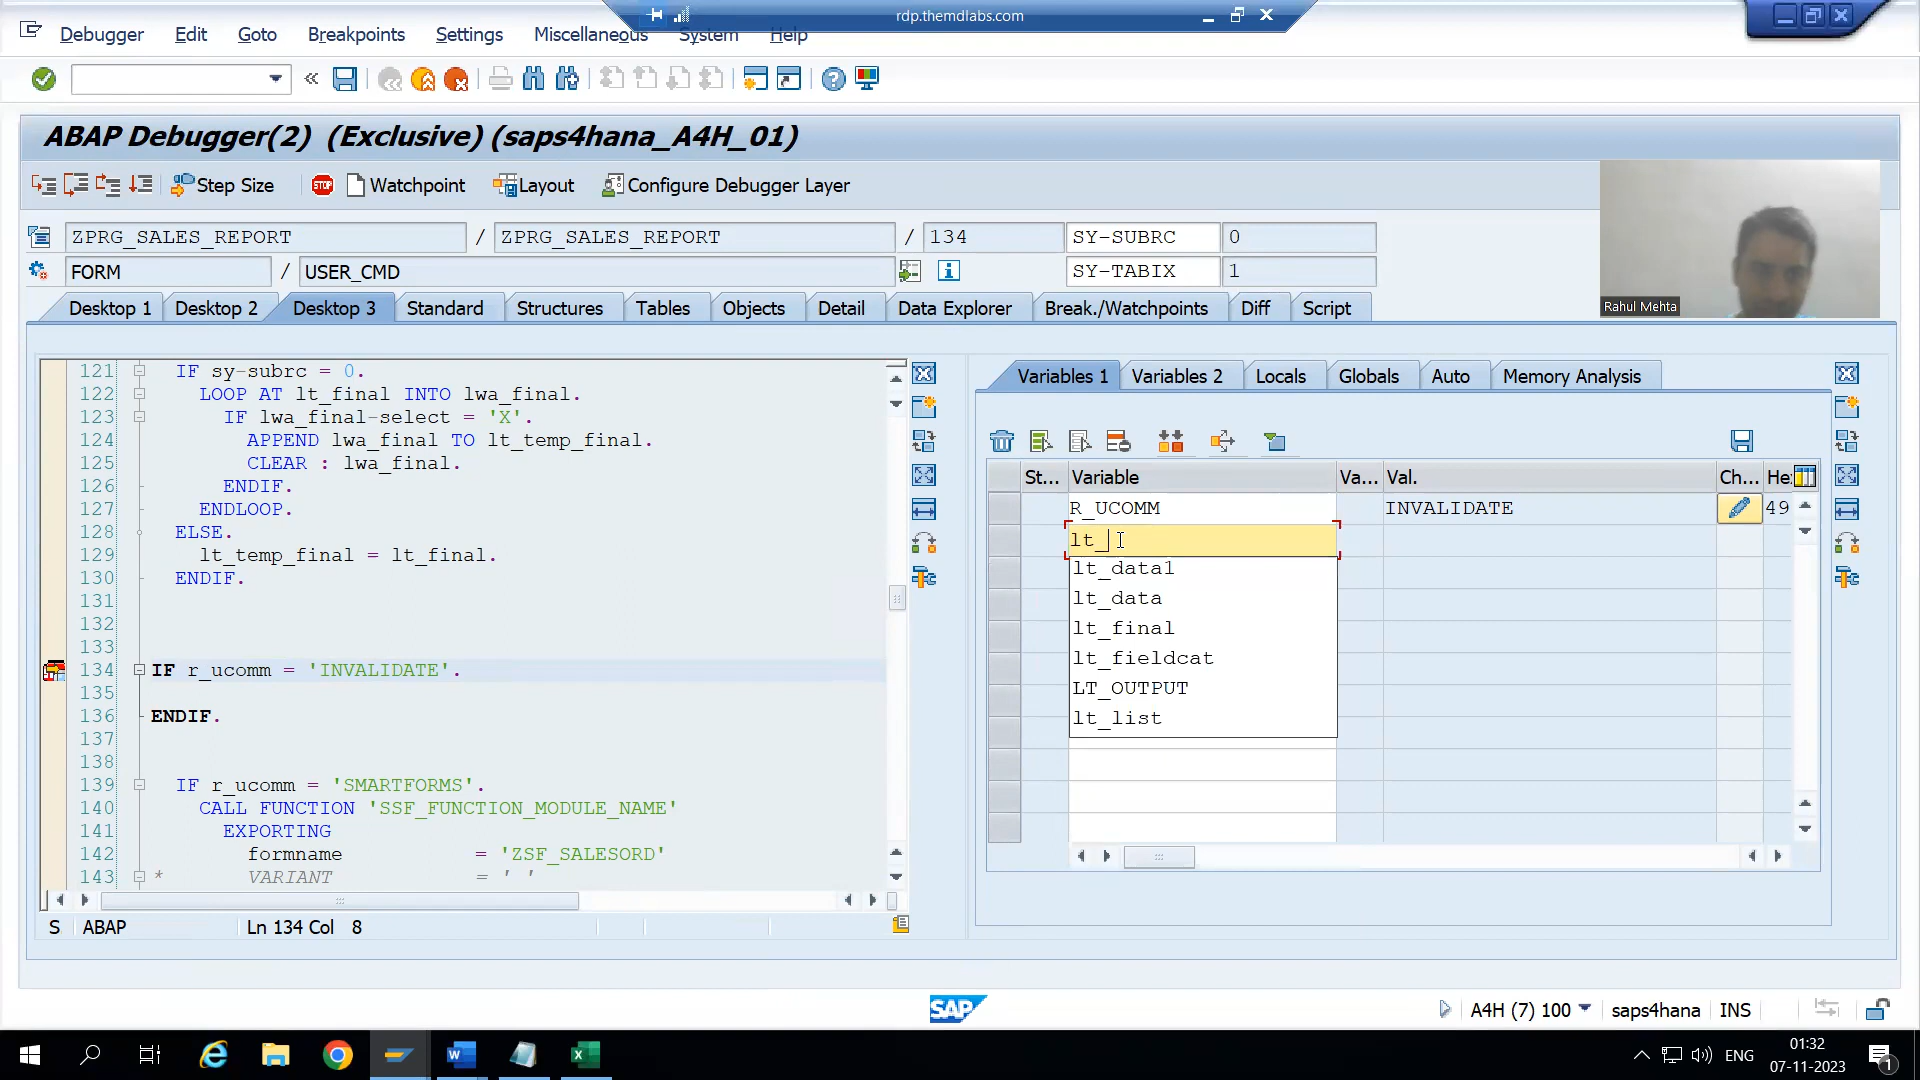 rdp.themdlabs.com
Debugger Edit Goto Breakpoints Settings Miscellaneous System Help
ABAP Debugger(2) (Exclusive) (saps4hana_A4H_01)
Step Size STOP Watchpoint Layout Configure Debugger Layer
ZPRG_SALES_REPORT / ZPRG_SALES_REPORT / 134 SY-SUBRC 0
FORM / USER_CMD SY-TABIX 1
Rahul Mehta
Desktop 1 Desktop 2 Desktop 3 Standard Structures Tables Objects Detail Data Explorer Break./Watchpoints Diff Script
Variables 1 Variables 2 Locals Globals Auto Memory Analysis
St... Variable Va... Val. Ch... He
R_UCOMM INVALIDATE 49
lt_
lt_data1
lt_data
lt_final
lt_fieldcat
LT_OUTPUT
lt_list
121 IF sy-subrc = 0.
122 LOOP AT lt_final INTO lwa_final.
123 IF lwa_final-select = 'X'.
124 APPEND lwa_final TO lt_temp_final.
125 CLEAR : lwa_final.
126 ENDIF.
127 ENDLOOP.
128 ELSE.
129 lt_temp_final = lt_final.
130 ENDIF.
131
132
133
134 IF r_ucomm = 'INVALIDATE'.
135
136 ENDIF.
137
138
139 IF r_ucomm = 'SMARTFORMS'.
140 CALL FUNCTION 'SSF_FUNCTION_MODULE_NAME'
141 EXPORTING
142 formname = 'ZSF_SALESORD'
143 * VARIANT = ' '
S ABAP Ln 134 Col 8
SAP
A4H (7) 100 saps4hana INS
ENG
01:32
07-11-2023
1